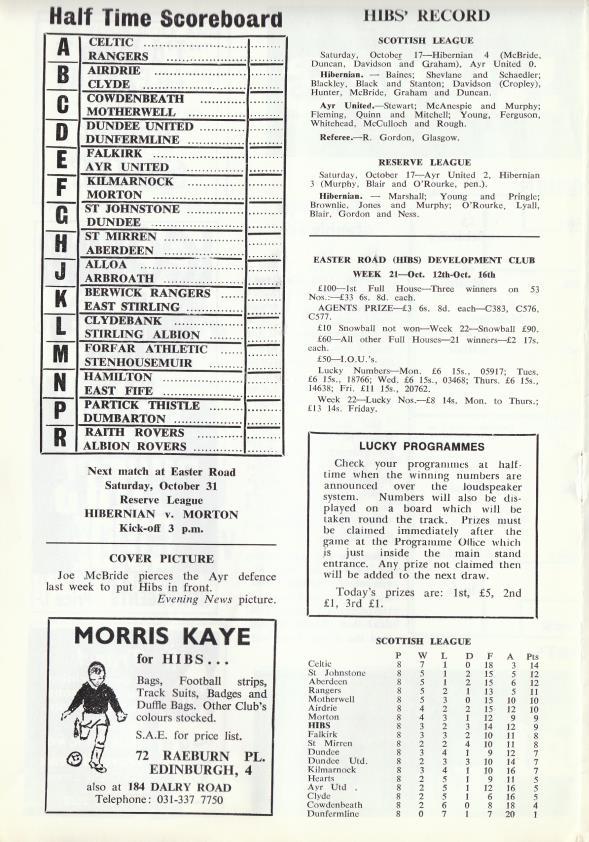 Half Time Scoreboard
A CELTIC
RANGERS
B AIRDRIE
CLYDE
C COWDENBEATH
MOTHERWELL
D DUNDEE UNITED
DUNFERMLINE
E FALKIRK
AYR UNITED
F KILMARNOCK
MORTON
G ST JOHNSTONE
DUNDEE
H ST MIRREN
ABERDEEN
J ALLOA
ARBROATH
K BERWICK RANGERS
EAST STIRLING
L CLYDEBANK
STIRLING ALBION
M FORFAR ATHLETIC
STENHOUSEMUIR
N HAMILTON
EAST FIFE
P PARTICK THISTLE
DUMBARTON
R RAITH ROVERS
ALBION ROVERS
Next match at Easter Road
Saturday, October 31
Reserve League
HIBERNIAN v. MORTON
Kick-off 3 p.m.
COVER PICTURE
Joe McBride pierces the Ayr defence
last week to put Hibs in front.
Evening News picture.
MORRIS KAYE
for HIBS...
Bags, Football strips,
Track Suits, Badges and
Duffle Bags. Other Club's
colours stocked.
S.A.E. for price list.
72 RAEBURN PL.
EDINBURGH, 4
also at 184 DALRY ROAD
Telephone: 031-337 7750
HIBS' RECORD
SCOTTISH LEAGUE
Saturday, October 17—Hibernian 4 (McBride,
Duncan, Davidson and Graham), Ayr United 0.
Hibernian. — Baines; Shevlane and Schaedler;
Blackley, Black and Stanton; Davidson (Cropley),
Hunter, McBride, Graham and Duncan.
Ayr United.—Stewart; McAnespie and Murphy;
Fleming, Quinn and Mitchell; Young, Ferguson,
Whitehead, McCulloch and Rough.
Referee.—R. Gordon, Glasgow.
RESERVE LEAGUE
Saturday, October 17—Ayr United 2, Hibernian
3 (Murphy, Blair and O'Rourke, pen.).
Hibernian. — Marshall; Young and Pringle;
Brownlie, Jones and Murphy; O'Rourke, Lyall,
Blair, Gordon and Ness.
EASTER ROAD (HIBS) DEVELOPMENT CLUB
WEEK 21—Oct. 12th-Oct. 16th
£100—1st Full House—Three winners on 53
Nos.—£33 6s. 8d. each.
AGENTS PRIZE—£3 6s. 8d. each—C383, C576,
C577.
£10 Snowball not won—Week 22—Snowball £90.
£60—All other Full Houses—21 winners—£2 17s.
each.
£50—I.O.U.'s.
Lucky Numbers—Mon. £6 15s., 05917; Tues.
£6 15s., 18766; Wed. £6 15s., 03468; Thurs. £6 15s.,
14638; Fri. £11 15s., 20762.
Week 22—Lucky Nos.—£8 14s. Mon. to Thurs.;
£13 14s. Friday.
LUCKY PROGRAMMES
Check your programmes at half-
time when the winning numbers are
announced over the loudspeaker
system. Numbers will also be dis-
played on a board which will be
taken round the track. Prizes must
be claimed immediately after the
game at the Programme Office which
is just inside the main stand
entrance. Any prize not claimed then
will be added to the next draw.
Today's prizes are: 1st, £5, 2nd
£1, 3rd £1.
SCOTTISH LEAGUE
P W L D F A Pts
Celtic 8 7 1 0 18 3 14
St Johnstone 8 5 1 2 15 5 12
Aberdeen 8 5 1 2 15 6 12
Rangers 8 5 2 1 13 5 11
Motherwell 8 5 3 0 15 10 10
Airdrie 8 4 2 2 15 12 10
Morton 8 4 3 1 12 9 9
HIBS 8 3 2 3 14 12 9
Falkirk 8 3 3 2 10 11 8
St Mirren 8 2 2 4 10 11 8
Dundee 8 3 4 1 9 12 7
Dundee Utd. 8 2 3 3 10 14 7
Kilmarnock 8 3 4 1 10 16 7
Hearts 8 2 5 1 9 11 5
Ayr Utd . 8 2 5 1 12 16 5
Clyde 8 2 5 1 6 16 5
Cowdenbeath 8 2 6 0 8 18 4
Dunfermline 8 0 7 1 7 20 1